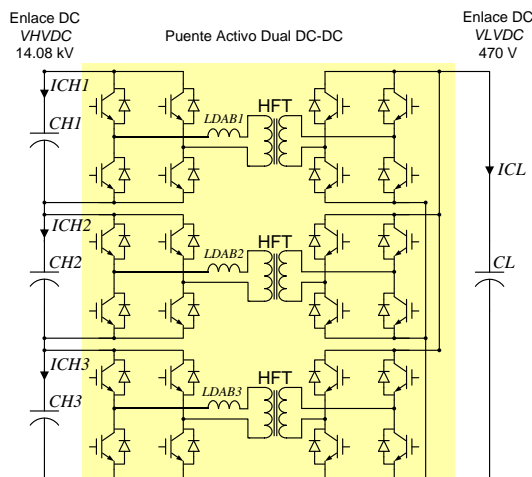 Enlace DC
VHVDC
14.08 kV
Puente Activo Dual DC-DC
Enlace DC
VLVDC
470 V
ICH1
CH1
LDAB1
HFT
ICL
ICH2
CH2
LDAB2
HFT
CL
ICH3
CH3
LDAB3
HFT